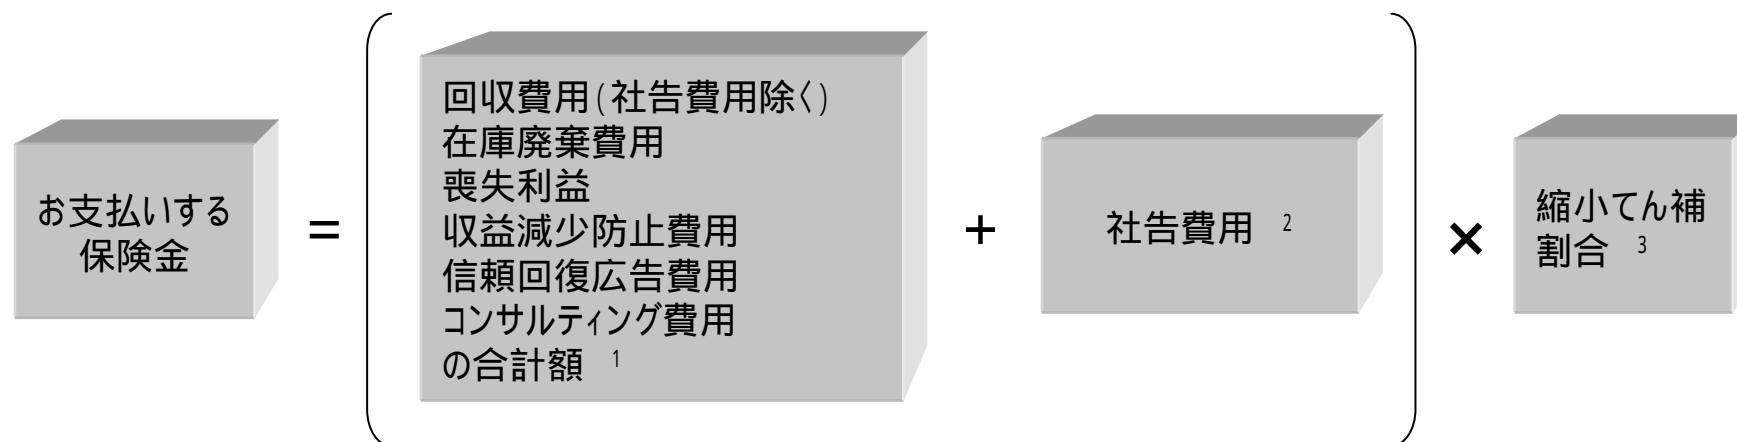 お支払いする
保険金
=
回収費用(社告費用除く)
在庫廃棄費用
喪失利益
収益減少防止費用
信頼回復広告費用
コンサルティング費用
の合計額 1
+
社告費用 2
×
縮小てん補
割合 3